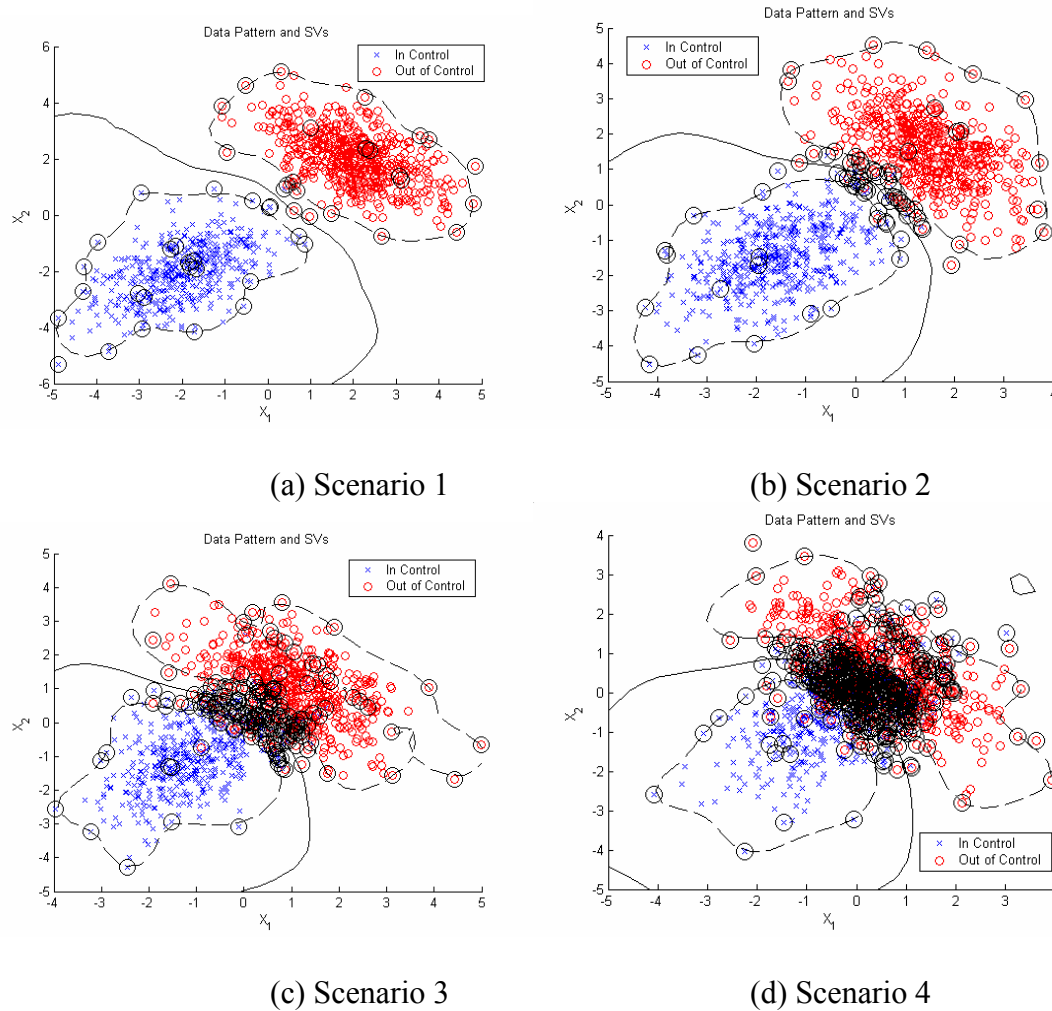 Data Pattern and SVs
In Control
Out of Control
6
4
2
0
-2
-4
-6
X2
-5 -4 -3 -2 -1 0 1 2 3 4 5
X1
(a) Scenario 1
Data Pattern and SVs
In Control
Out of Control
5
4
3
2
1
0
-1
-2
-3
-4
-5
X2
-5 -4 -3 -2 -1 0 1 2 3 4
X1
(b) Scenario 2
Data Pattern and SVs
In Control
Out of Control
5
4
3
2
1
0
-1
-2
-3
-4
-5
X2
-4 -3 -2 -1 0 1 2 3 4 5
X1
(c) Scenario 3
Data Pattern and SVs
4
3
2
1
0
-1
-2
-3
-4
-5
X2
In Control
Out of Control
-5 -4 -3 -2 -1 0 1 2 3
X1
(d) Scenario 4